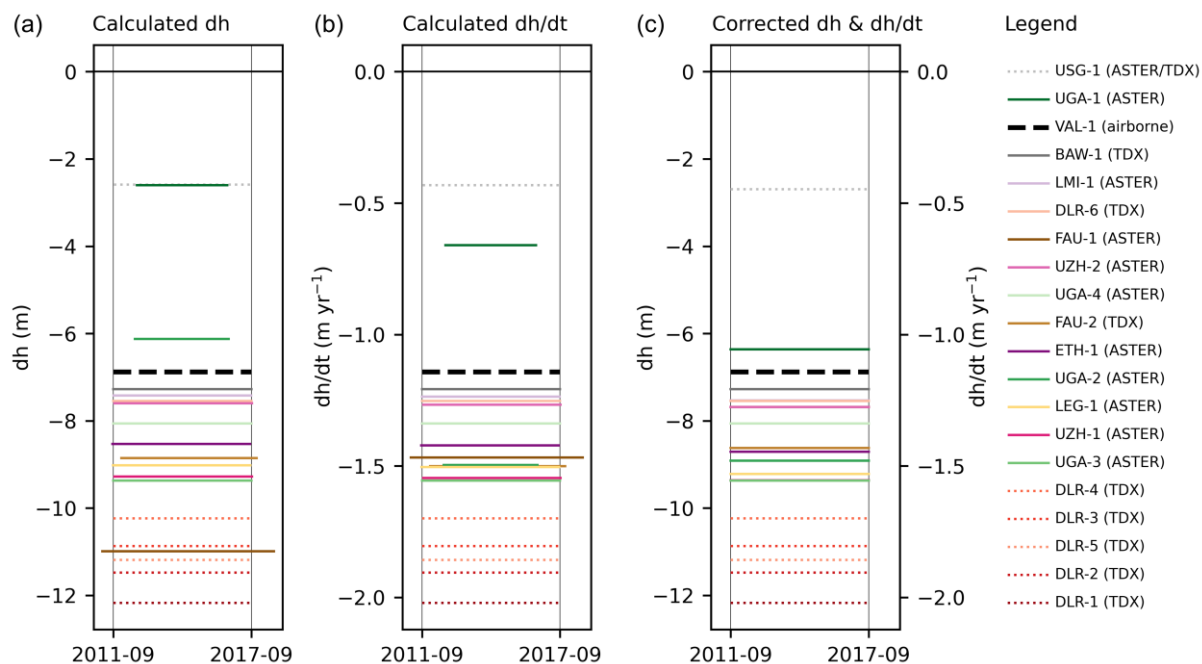 (a) Calculated dh
(b) Calculated dh/dt
(c) Corrected dh & dh/dt
Legend
dh (m)
0
−2
−4
−6
−8
−10
−12
2011-09 2017-09
dh/dt (m yr⁻¹)
0.0
−0.5
−1.0
−1.5
−2.0
2011-09 2017-09
dh (m)
0
−2
−4
−6
−8
−10
−12
2011-09 2017-09
dh/dt (m yr⁻¹)
0.0
−0.5
−1.0
−1.5
−2.0
USG-1 (ASTER/TDX)
UGA-1 (ASTER)
VAL-1 (airborne)
BAW-1 (TDX)
LMI-1 (ASTER)
DLR-6 (TDX)
FAU-1 (ASTER)
UZH-2 (ASTER)
UGA-4 (ASTER)
FAU-2 (TDX)
ETH-1 (ASTER)
UGA-2 (ASTER)
LEG-1 (ASTER)
UZH-1 (ASTER)
UGA-3 (ASTER)
DLR-4 (TDX)
DLR-3 (TDX)
DLR-5 (TDX)
DLR-2 (TDX)
DLR-1 (TDX)